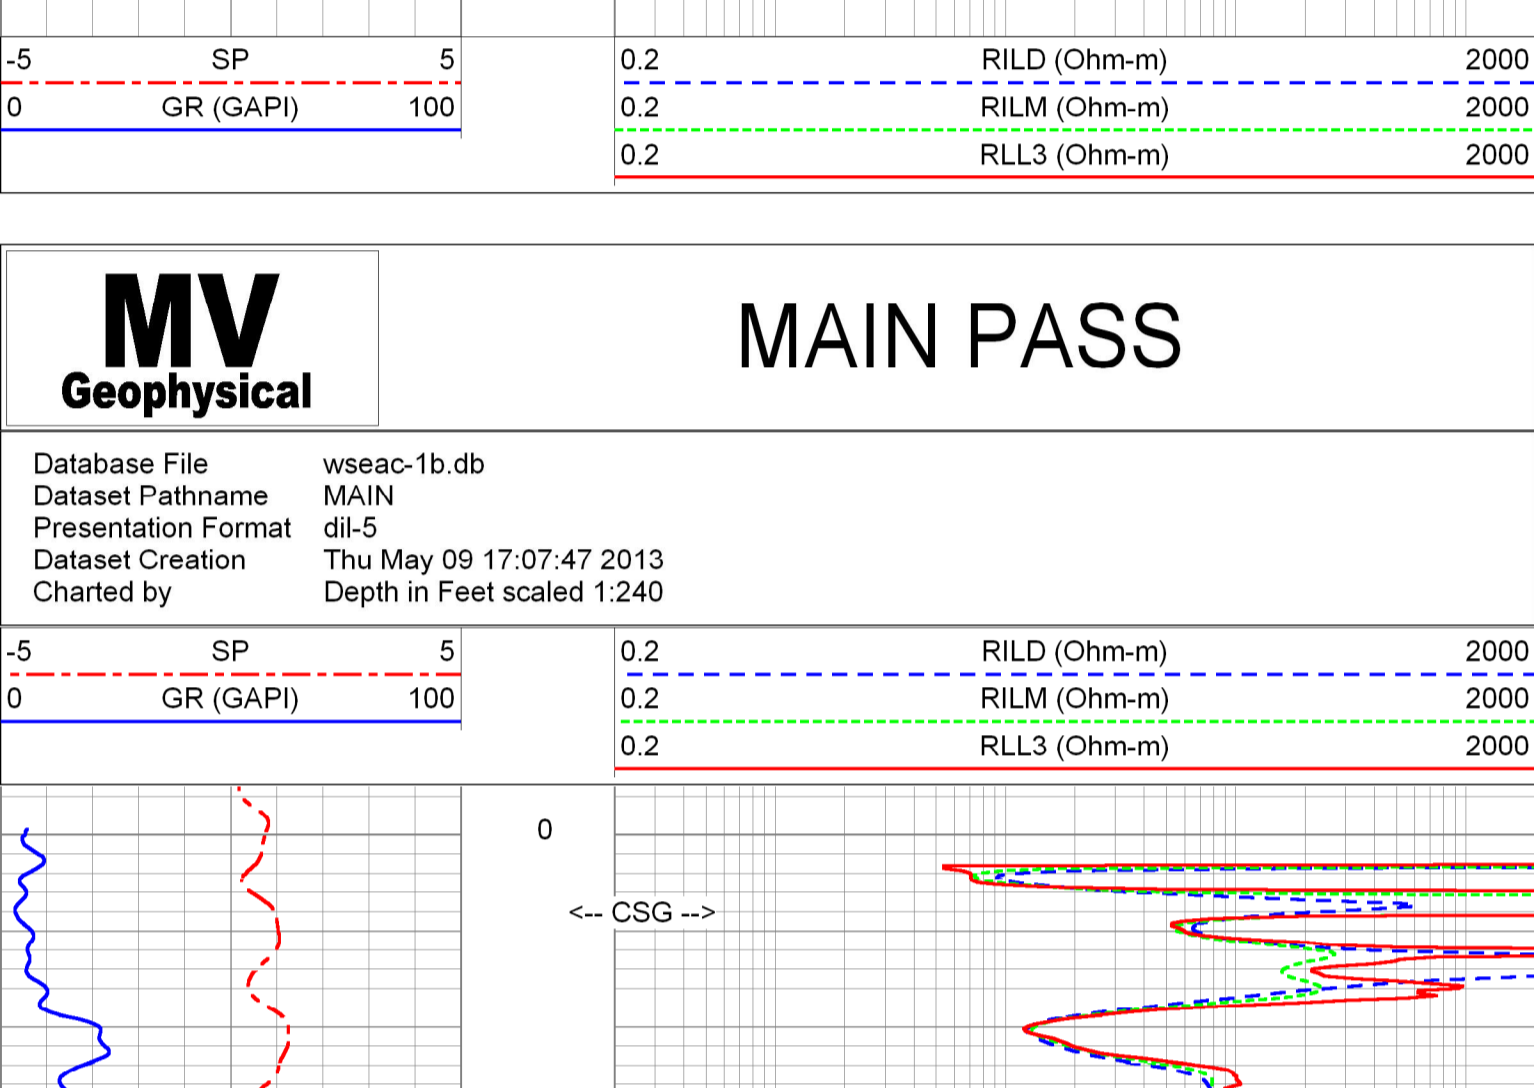 -5 SP 5 0.2 RILD (Ohm-m) 2000
0 GR (GAPI) 100 0.2 RILM (Ohm-m) 2000
0.2 RLL3 (Ohm-m) 2000
MV
Geophysical
MAIN PASS
Database File wseac-1b.db
Dataset Pathname MAIN
Presentation Format dil-5
Dataset Creation Thu May 09 17:07:47 2013
Charted by Depth in Feet scaled 1:240
-5 SP 5 0.2 RILD (Ohm-m) 2000
0 GR (GAPI) 100 0.2 RILM (Ohm-m) 2000
0.2 RLL3 (Ohm-m) 2000
0
<-- CSG -->